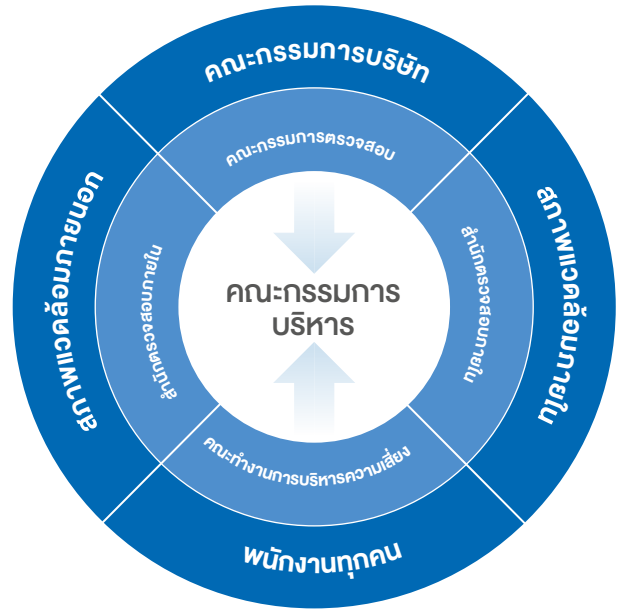 คณะกรรมการบริษัท
คณะกรรมการตรวจสอบ
สภาพแวดล้อมภายนอก
สำนักตรวจสอบภายใน
คณะกรรมการ
บริหาร
สำนักตรวจสอบภายใน
สภาพแวดล้อมภายใน
คณะทำงานการบริหารความเสี่ยง
พนักงานทุกคน